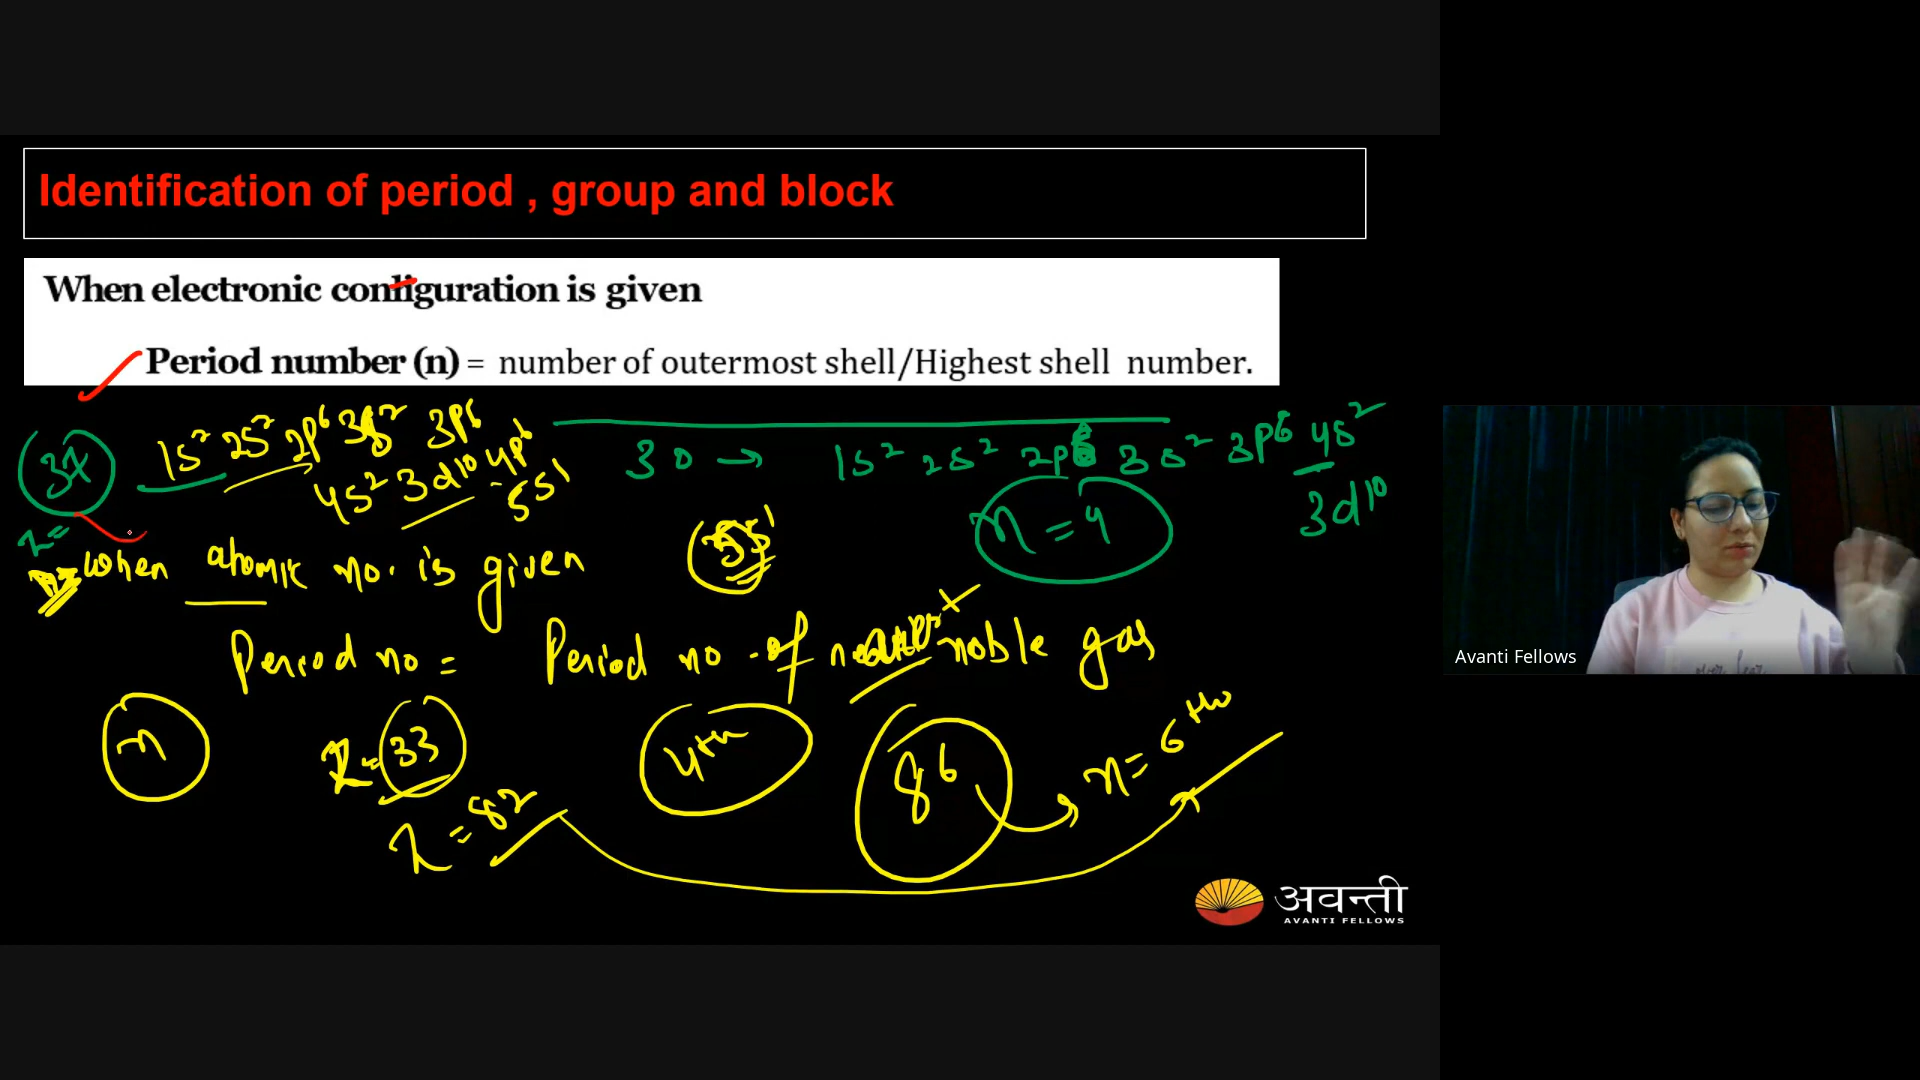 Identification of period , group and block
When electronic configuration is given
Period number (n) = number of outermost shell/Highest shell number.
37 1s² 2s² 2p⁶ 3s² 3p⁶
4s² 3d¹⁰ 4p⁶
5s¹
Z=
30 → 1s² 2s² 2p⁶ 3s² 3p⁶ 4s²
3d¹⁰
n = 4
5s¹
When atomic no. is given
Period no = Period no. of noble gas
n
Z=33
4th
86
n= 6th
Z=82
Avanti Fellows
अवन्ती
AVANTI FELLOWS